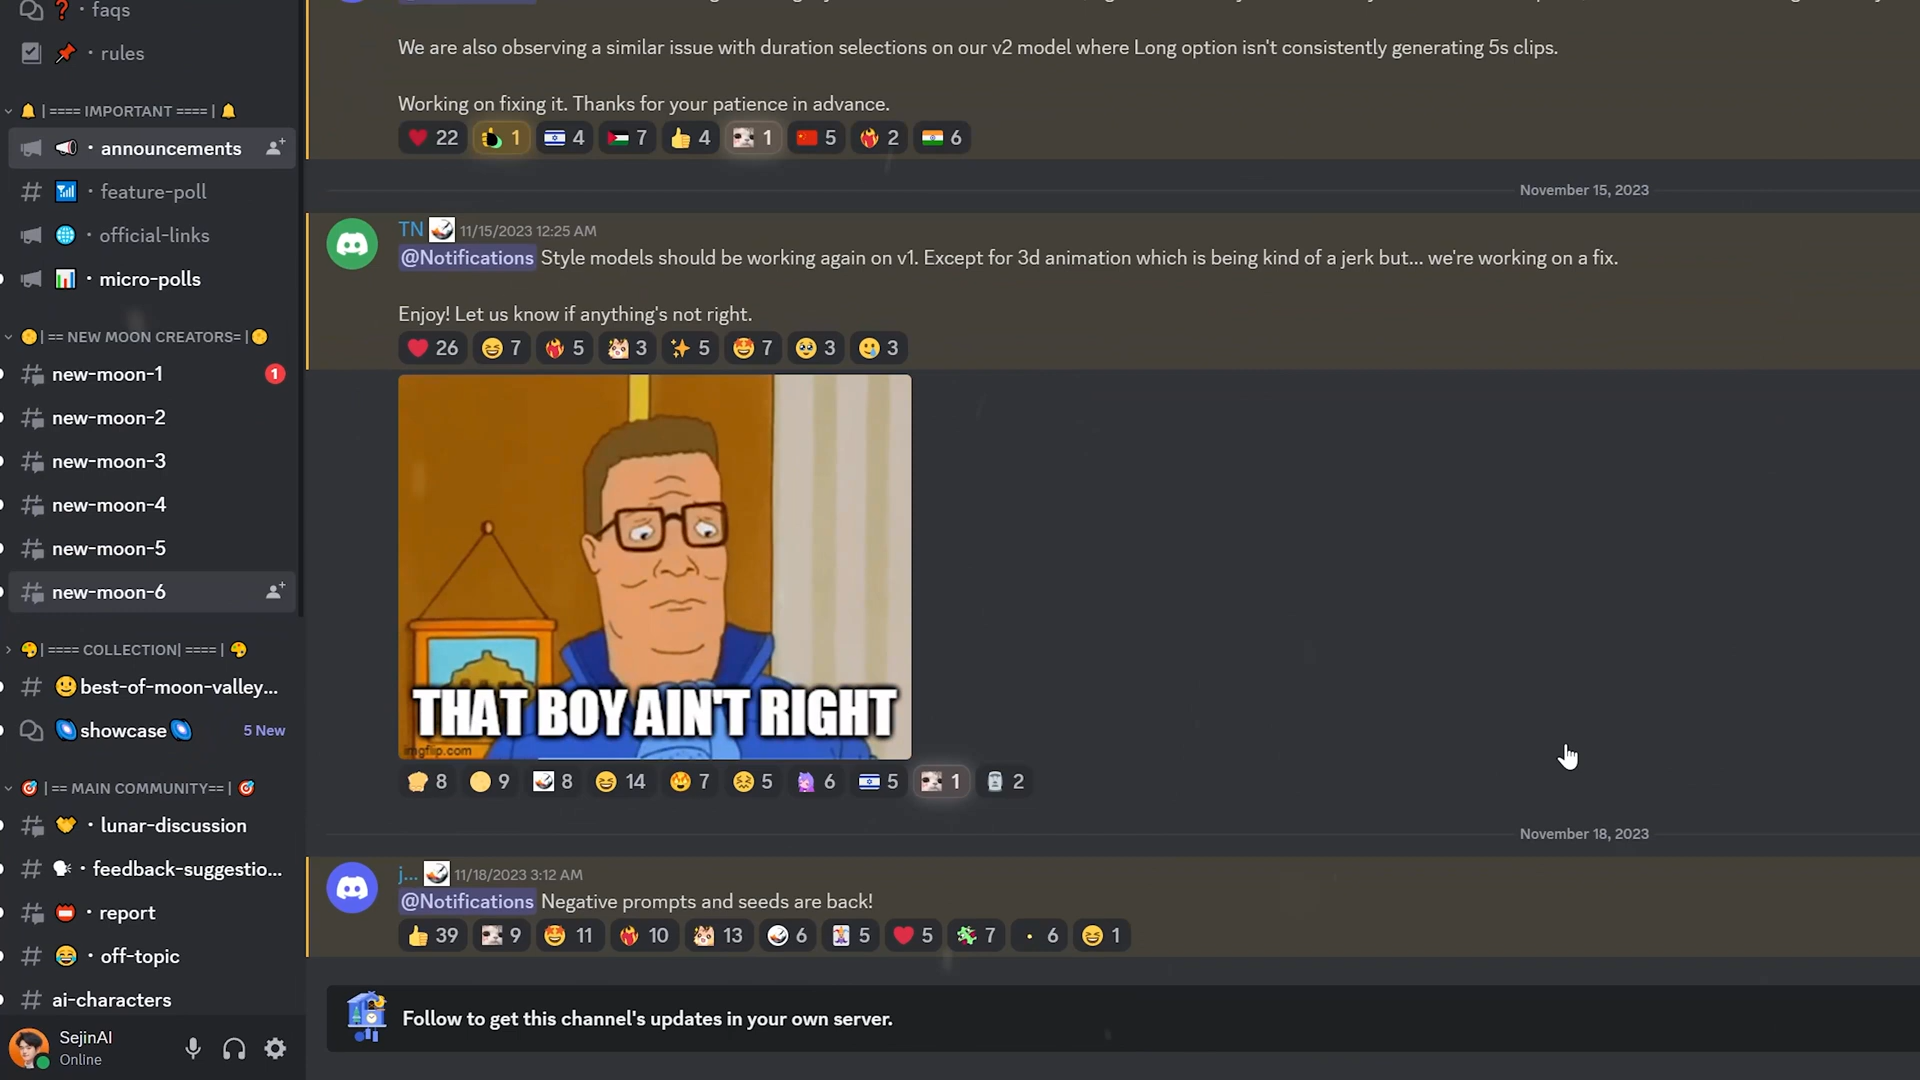 faqs
rules
| ==== IMPORTANT ==== |
announcements
feature-poll
official-links
micro-polls
| == NEW MOON CREATORS= |
new-moon-1 1
new-moon-2
new-moon-3
new-moon-4
new-moon-5
new-moon-6
| ==== COLLECTION| ==== |
best-of-moon-valley...
showcase 5 New
| == MAIN COMMUNITY== |
lunar-discussion
feedback-suggestio...
report
off-topic
ai-characters
SejinAI
Online
We are also observing a similar issue with duration selections on our v2 model where Long option isn't consistently generating 5s clips.
Working on fixing it. Thanks for your patience in advance.
22 1 4 7 4 1 5 2 6
November 15, 2023
TN 11/15/2023 12:25 AM
@Notifications Style models should be working again on v1. Except for 3d animation which is being kind of a jerk but... we're working on a fix.
Enjoy! Let us know if anything's not right.
26 7 5 3 5 7 3 3
THAT BOY AIN'T RIGHT
imgflip.com
8 9 8 14 7 5 6 5 1 2
November 18, 2023
j... 11/18/2023 3:12 AM
@Notifications Negative prompts and seeds are back!
39 9 11 10 13 6 5 5 7 6 1
Follow to get this channel's updates in your own server.